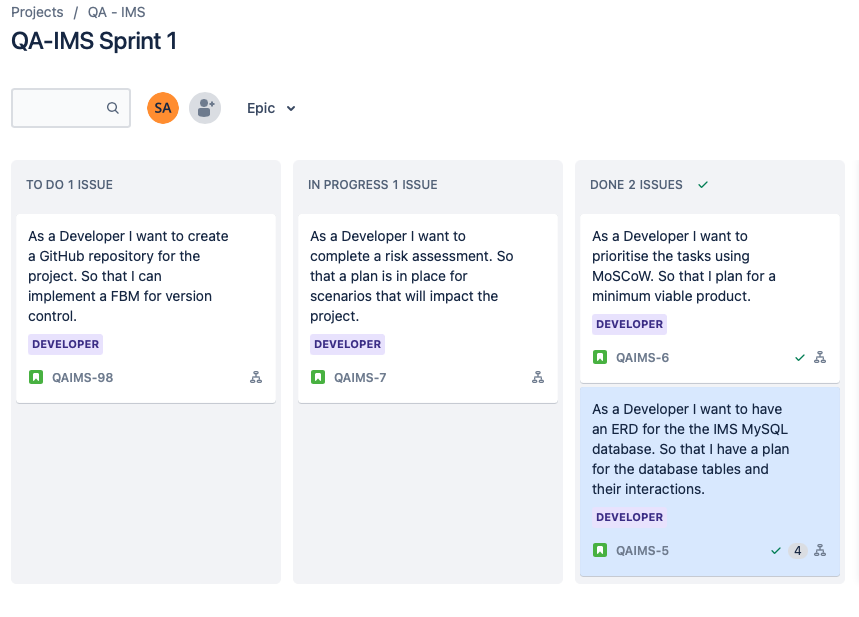 Projects / QA - IMS
QA-IMS Sprint 1
SA
Epic
TO DO 1 ISSUE
As a Developer I want to create
a GitHub repository for the
project. So that I can
implement a FBM for version
control.
DEVELOPER
QAIMS-98
IN PROGRESS 1 ISSUE
As a Developer I want to
complete a risk assessment. So
that a plan is in place for
scenarios that will impact the
project.
DEVELOPER
QAIMS-7
DONE 2 ISSUES
As a Developer I want to
prioritise the tasks using
MoSCoW. So that I plan for a
minimum viable product.
DEVELOPER
QAIMS-6
As a Developer I want to have
an ERD for the the IMS MySQL
database. So that I have a plan
for the database tables and
their interactions.
DEVELOPER
QAIMS-5 4